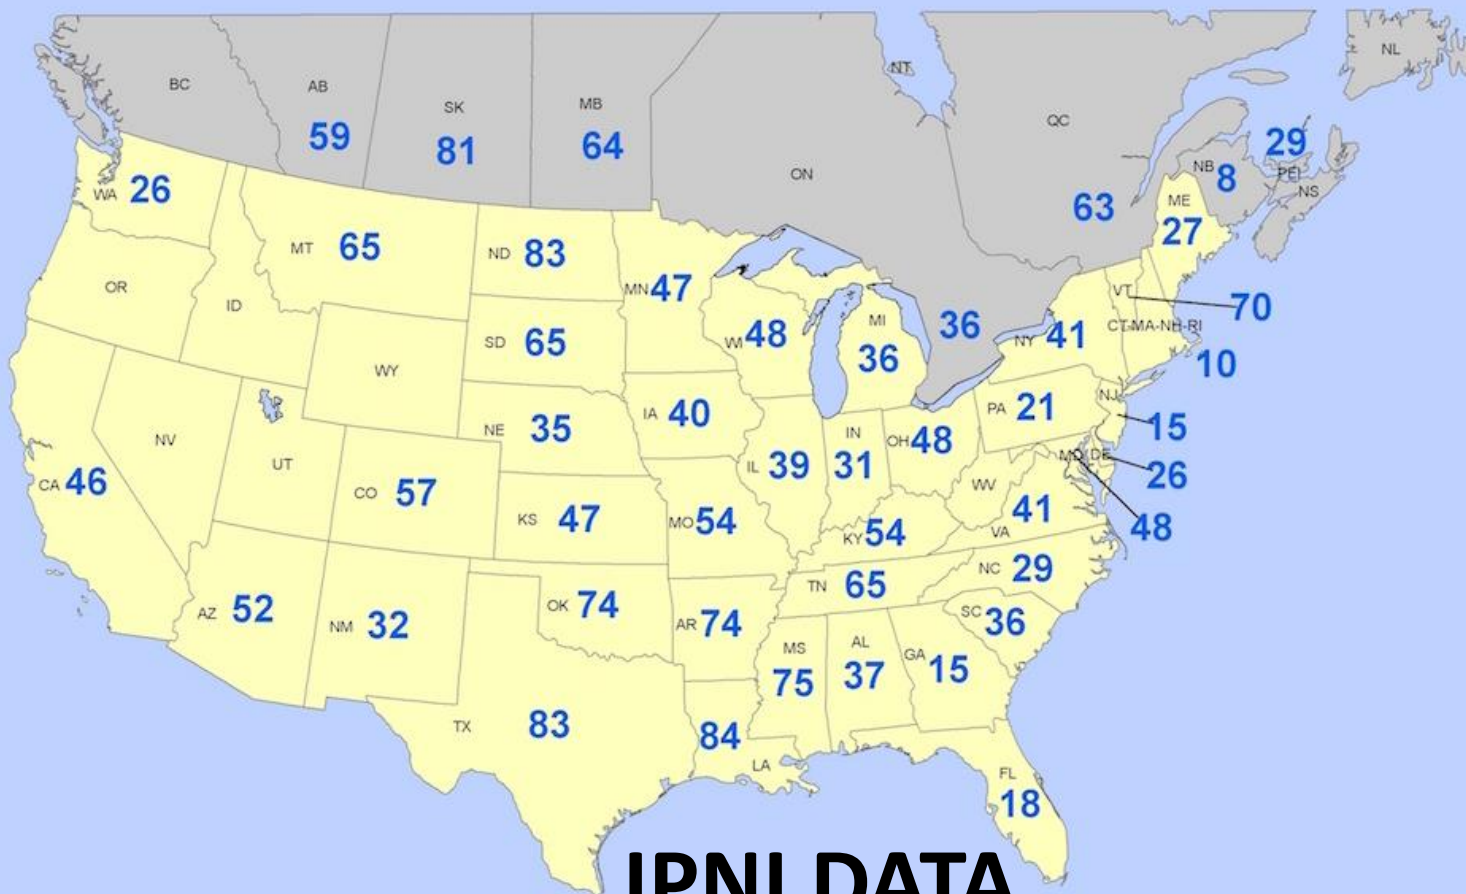 NL
BC
AB
59
SK
81
MB
64
ON
NT
QC
63
29
PEI
NS
NB
8
ME
27
WA 26
MT 65
ND 83
MN 47
OR
ID
SD 65
WI 48
MI
36
36
VT
70
CT-MA-NH-RI
10
NY 41
WY
NE 35
IA 40
PA 21
NJ
15
NV
UT
CA 46
CO 57
KS 47
IL 39
IN
31
OH 48
MD DE
26
48
WV
MO 54
KY 54
VA
41
AZ 52
NM 32
OK 74
AR 74
TN 65
NC 29
SC 36
MS
75
AL
37
GA 15
TX 83
84
LA
FL
18
IPNI DATA